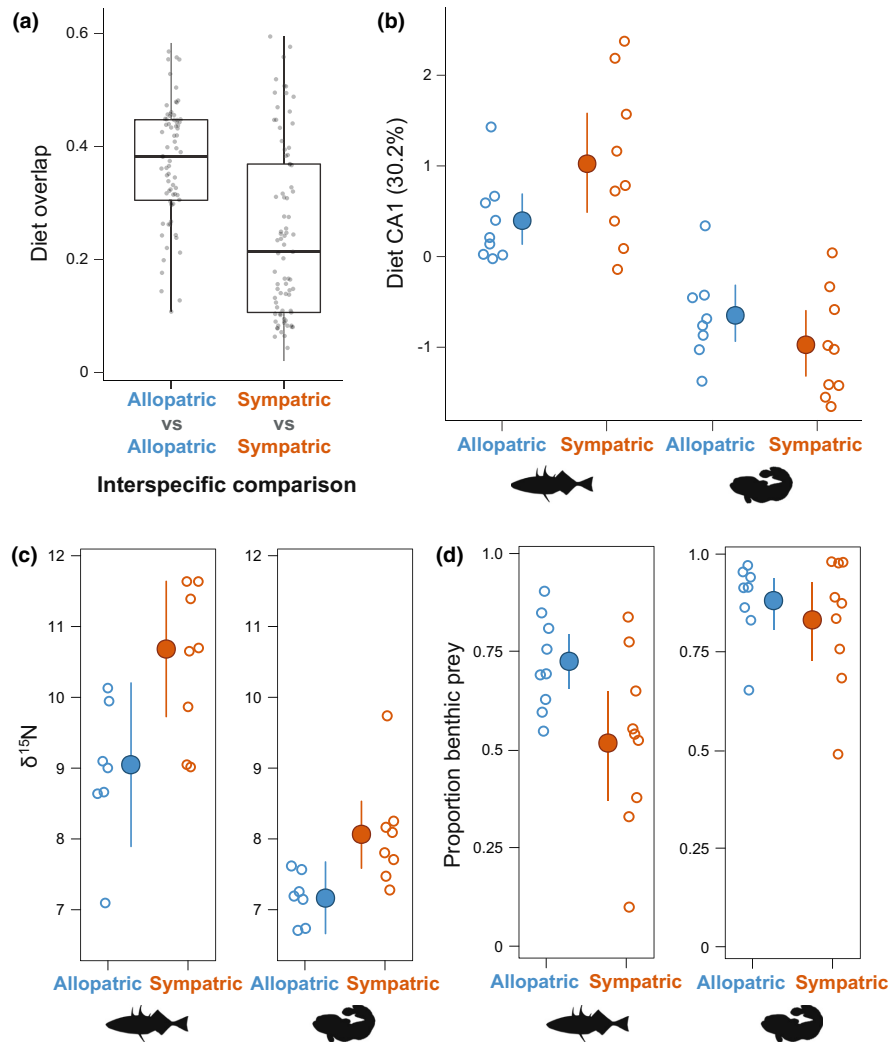 (a)
0.6
0.4
0.2
0
Diet overlap
Allopatric
vs
Allopatric
Sympatric
vs
Sympatric
Interspecific comparison
(b)
2
1
0
-1
Diet CA1 (30.2%)
Allopatric
Sympatric
Allopatric
Sympatric
(c)
12
11
10
9
8
7
δ¹⁵N
Allopatric
Sympatric
12
11
10
9
8
7
Allopatric
Sympatric
(d)
1.0
0.75
0.5
0.25
0
Proportion benthic prey
Allopatric
Sympatric
1.0
0.75
0.5
0.25
0
Allopatric
Sympatric